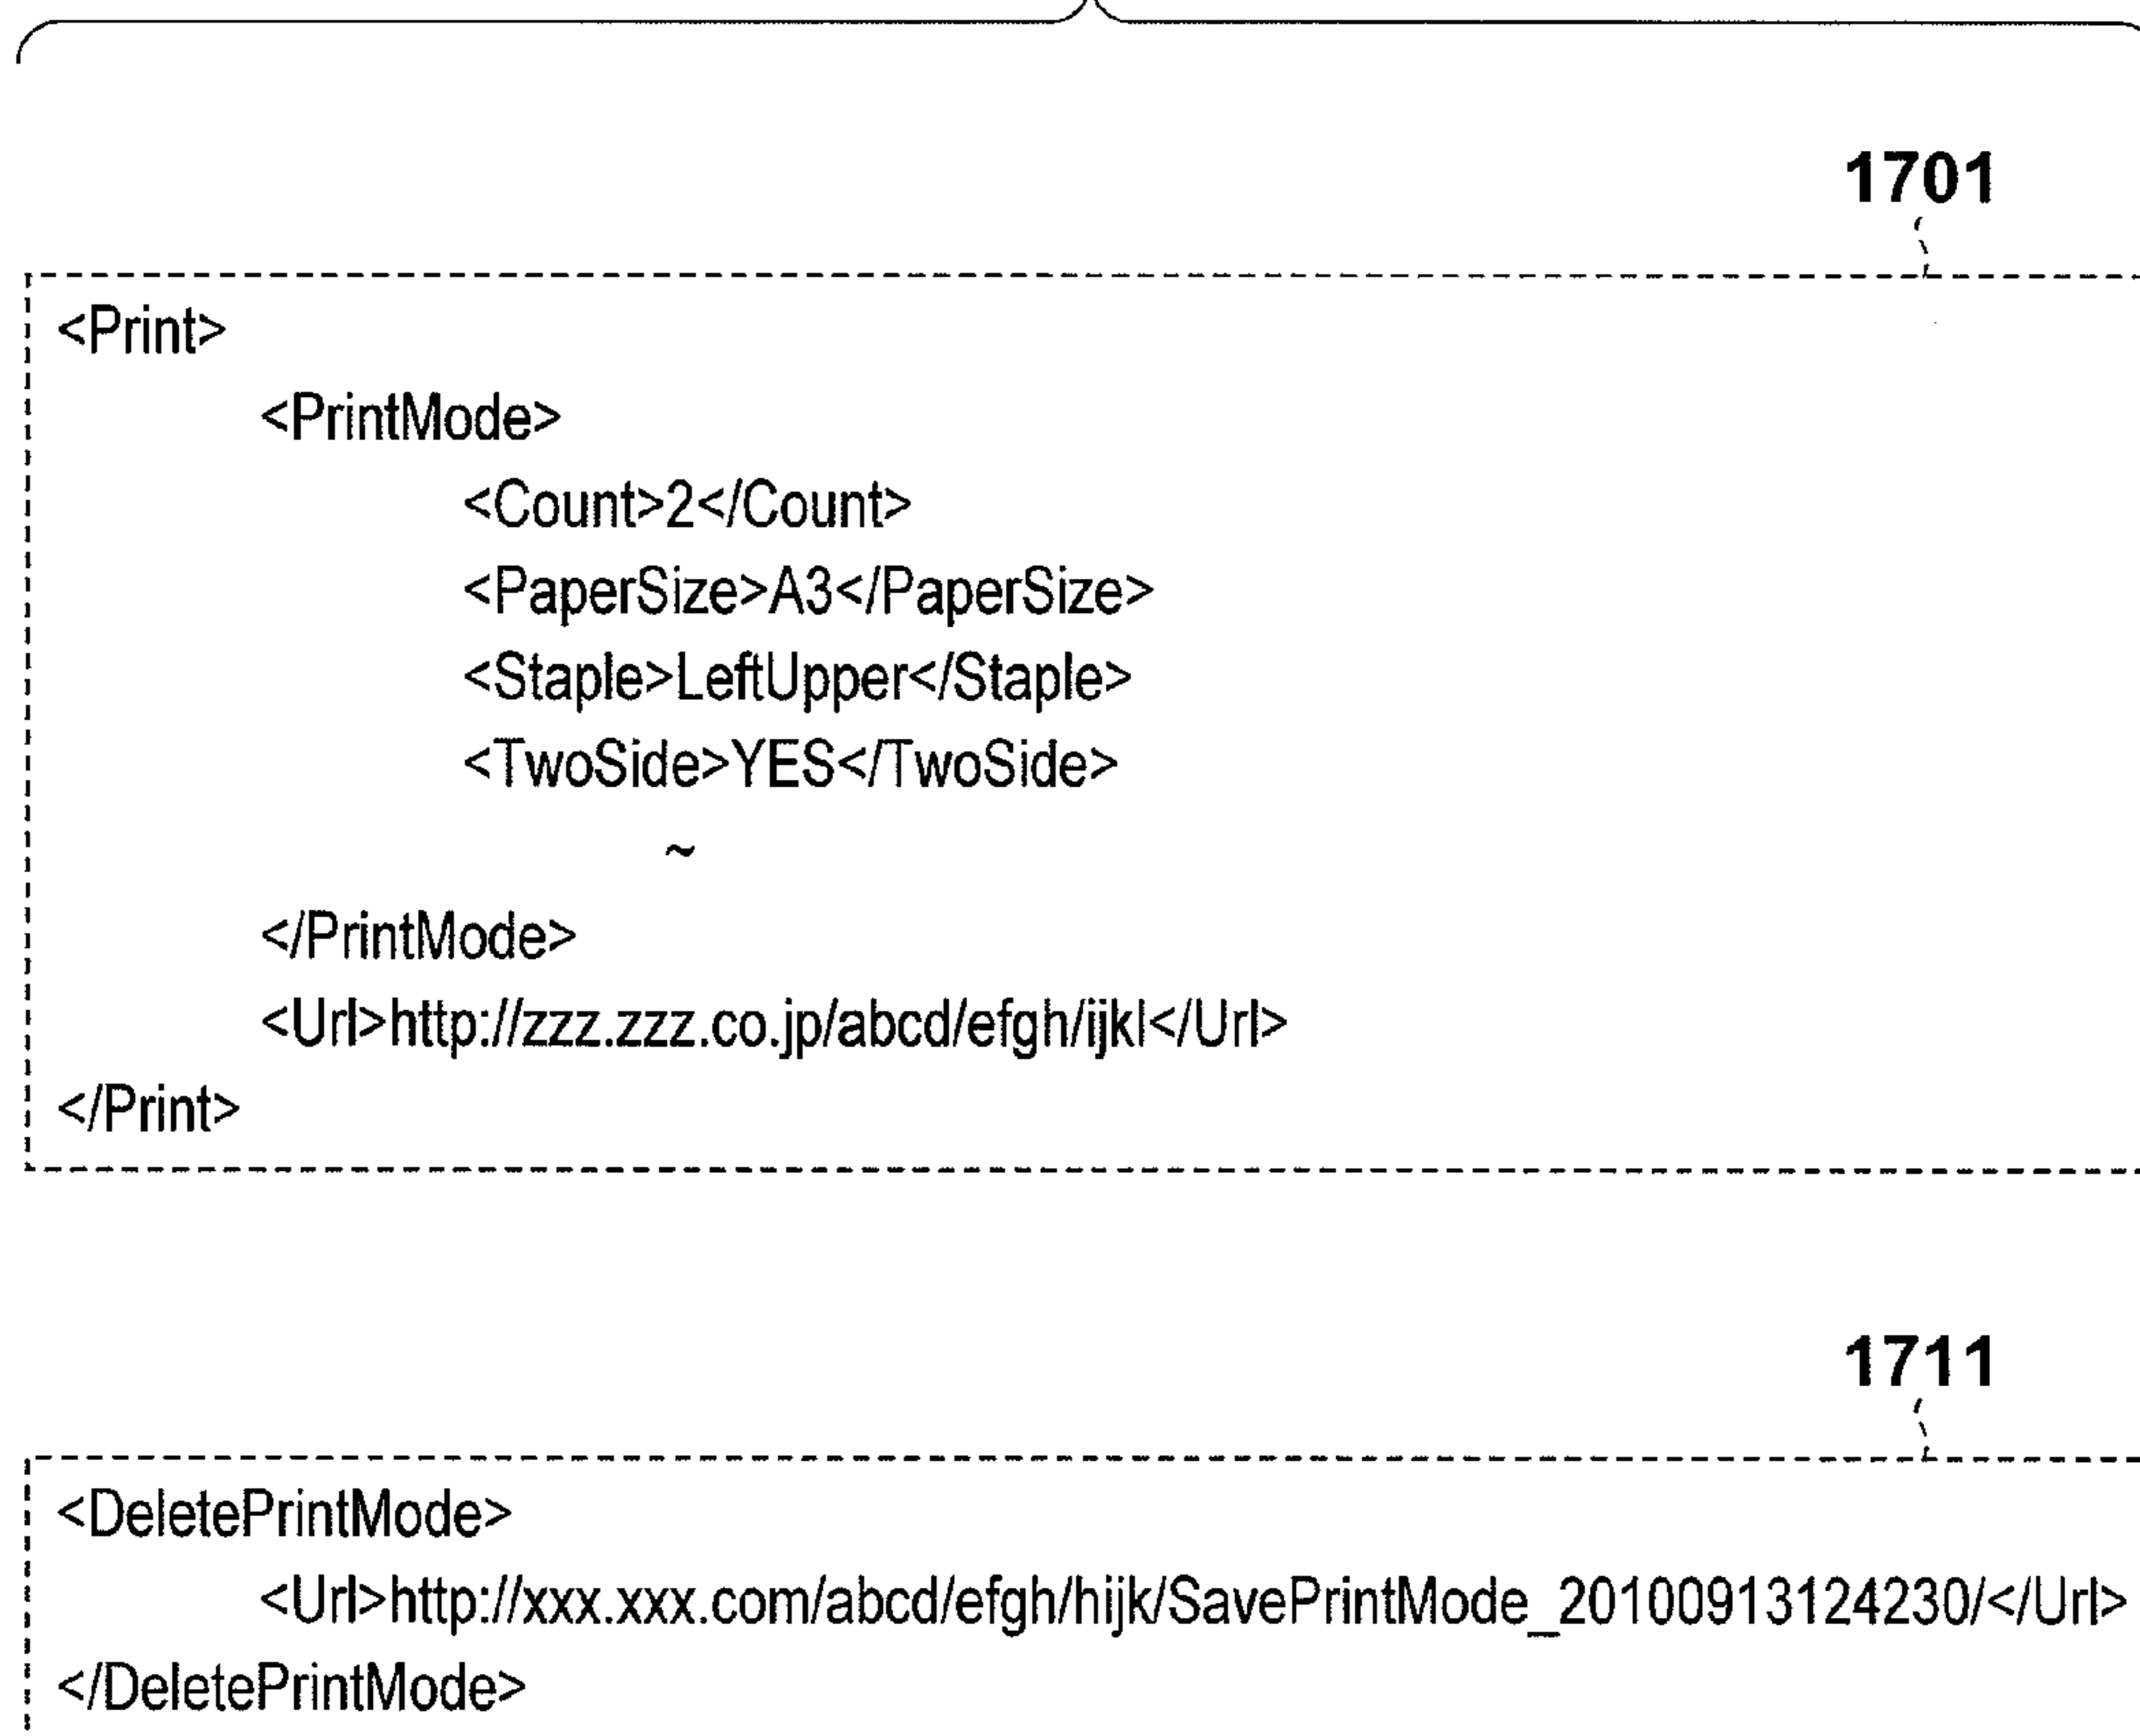 1701
<Print>
<PrintMode>
<Count>2</Count>
<PaperSize>A3</PaperSize>
<Staple>LeftUpper</Staple>
<TwoSide>YES</TwoSide>
~
</PrintMode>
<Url>http://zzz.zzz.co.jp/abcd/efgh/ijkl</Url>
</Print>
1711
<DeletePrintMode>
<Url>http://xxx.xxx.com/abcd/efgh/hijk/SavePrintMode_20100913124230/</Url>
</DeletePrintMode>